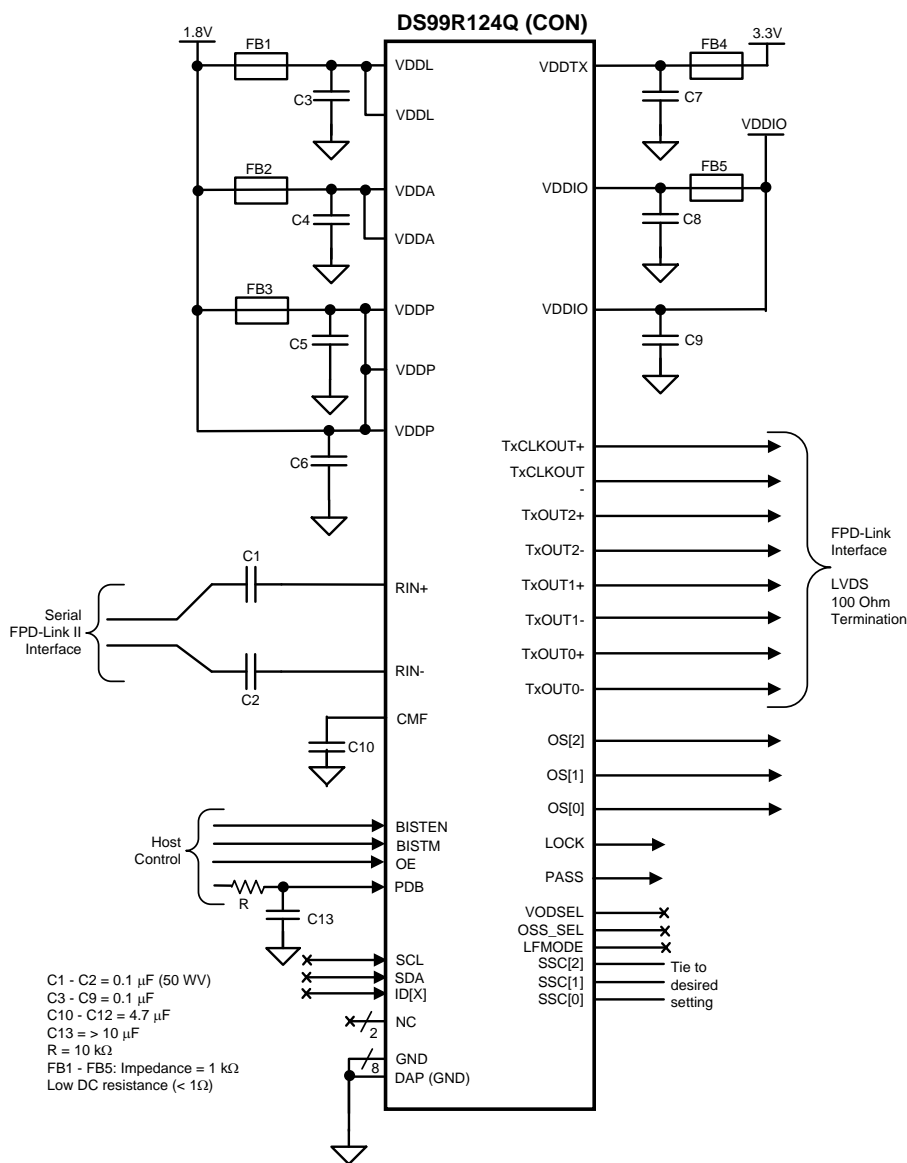 DS99R124Q (CON)
1.8V
FB1
C3
VDDL
VDDL
FB2
C4
VDDA
VDDA
FB3
C5
VDDP
VDDP
VDDP
C6
3.3V
FB4
VDDTX
C7
VDDIO
FB5
VDDIO
C8
VDDIO
C9
C1
RIN+
Serial
FPD-Link II
Interface
RIN-
C2
CMF
C10
TxCLKOUT+
TxCLKOUT
-
TxOUT2+
TxOUT2-
TxOUT1+
TxOUT1-
TxOUT0+
TxOUT0-
FPD-Link
Interface
LVDS
100 Ohm
Termination
OS[2]
OS[1]
OS[0]
LOCK
PASS
Host
Control
BISTEN
BISTM
OE
PDB
R
C13
VODSEL
OSS_SEL
LFMODE
SSC[2]
SSC[1]
SSC[0]
Tie to
desired
setting
SCL
SDA
ID[X]
NC
2
GND
8
DAP (GND)
C1 - C2 = 0.1 μF (50 WV)
C3 - C9 = 0.1 μF
C10 - C12 = 4.7 μF
C13 = > 10 μF
R = 10 kΩ
FB1 - FB5: Impedance = 1 kΩ
Low DC resistance (< 1Ω)